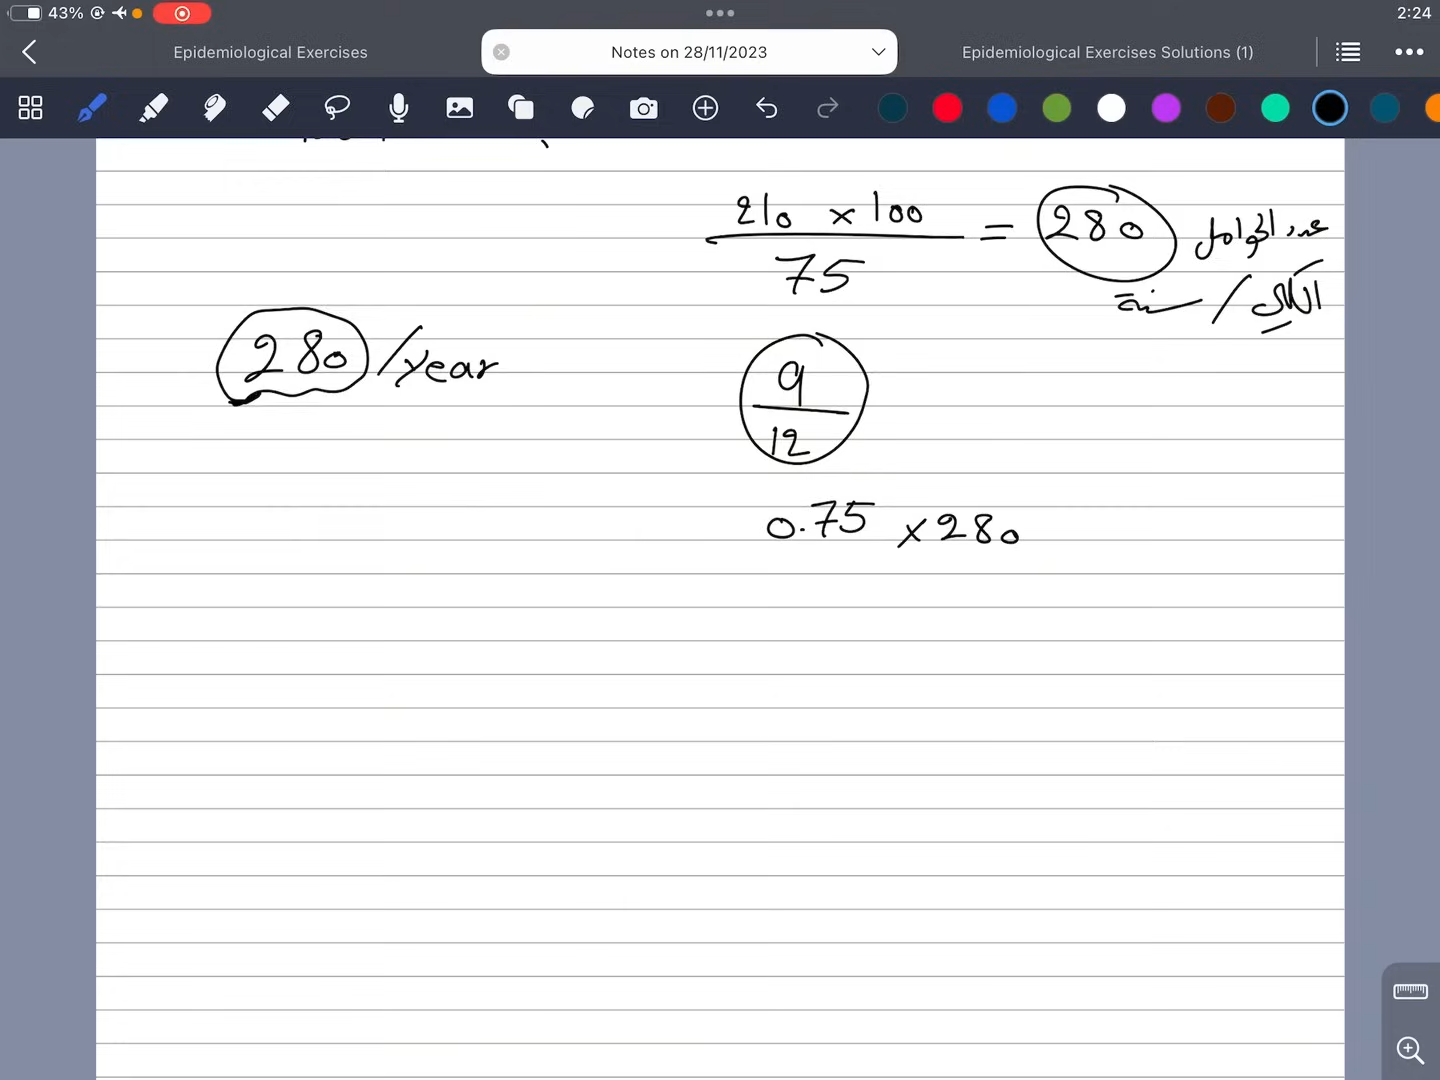 43% 2:24
Epidemiological Exercises Notes on 28/11/2023 Epidemiological Exercises Solutions (1)
210 × 100
75
= 280 عدد الحوامل
الكلي / سنة
280 /year
9
12
0.75 × 280